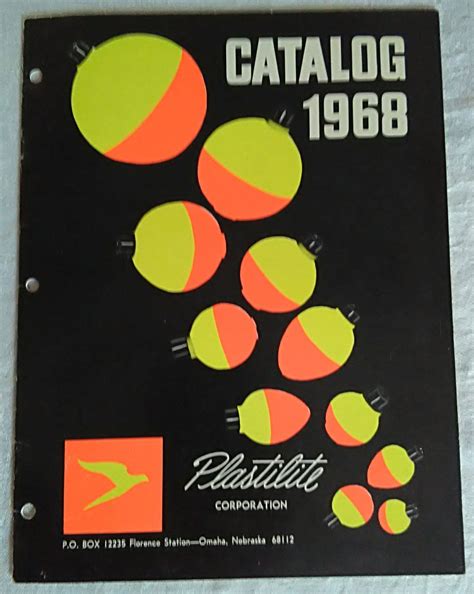 CATALOG
1968
Plastilite
CORPORATION
P.O. BOX 12235 Florence Station—Omaha, Nebraska 68112